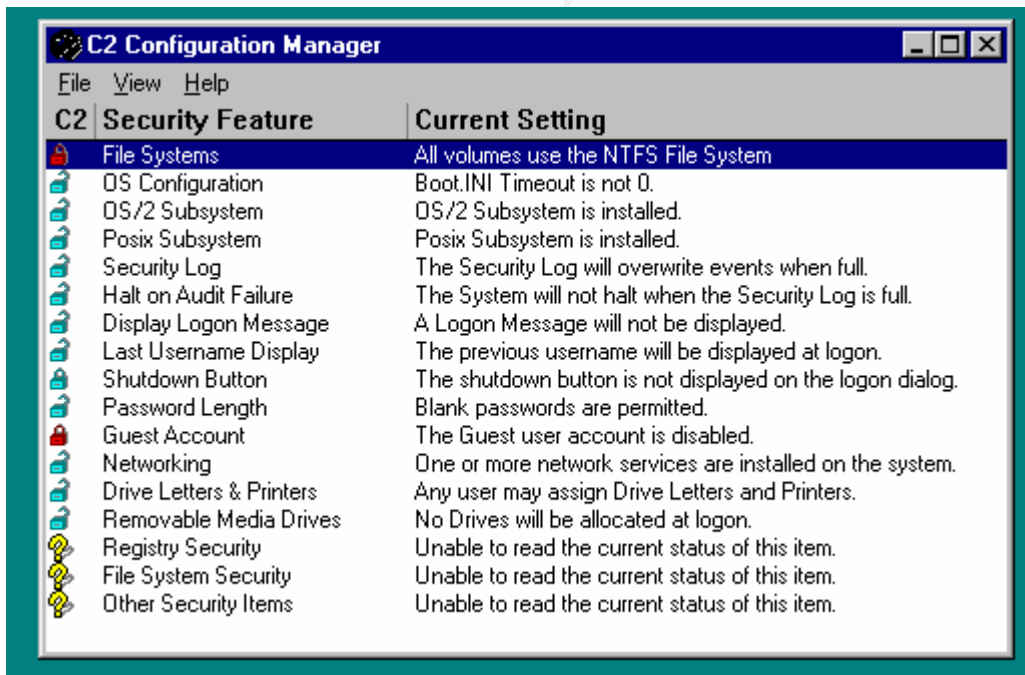 C2 Configuration Manager
File View Help
C2 Security Feature Current Setting
File Systems All volumes use the NTFS File System
OS Configuration Boot.INI Timeout is not 0.
OS/2 Subsystem OS/2 Subsystem is installed.
Posix Subsystem Posix Subsystem is installed.
Security Log The Security Log will overwrite events when full.
Halt on Audit Failure The System will not halt when the Security Log is full.
Display Logon Message A Logon Message will not be displayed.
Last Username Display The previous username will be displayed at logon.
Shutdown Button The shutdown button is not displayed on the logon dialog.
Password Length Blank passwords are permitted.
Guest Account The Guest user account is disabled.
Networking One or more network services are installed on the system.
Drive Letters & Printers Any user may assign Drive Letters and Printers.
Removable Media Drives No Drives will be allocated at logon.
Registry Security Unable to read the current status of this item.
File System Security Unable to read the current status of this item.
Other Security Items Unable to read the current status of this item.